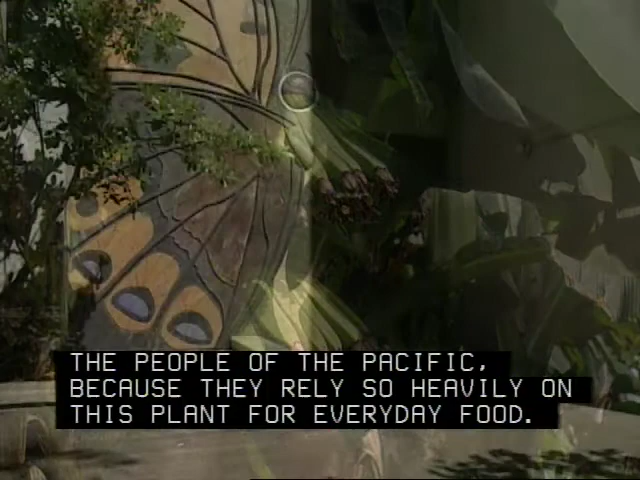 THE PEOPLE OF THE PACIFIC,
BECAUSE THEY RELY SO HEAVILY ON
THIS PLANT FOR EVERYDAY FOOD.